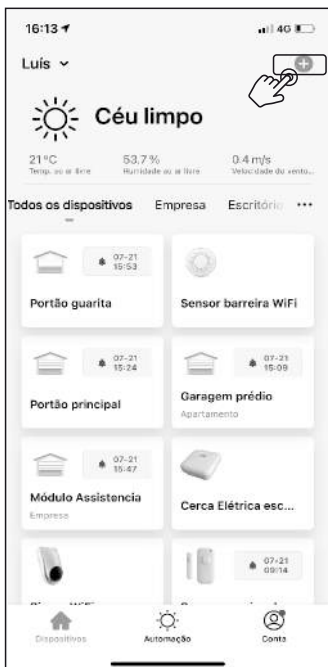 16:13 4G
Luís
Céu limpo
21°C 53.7% 0.4 m/s
Temp. ao ar livre Humidade ao ar livre Velocidade do vento...
Todos os dispositivos Empresa Escritório ...
07-21
15:53
Portão guarita Sensor barreira WiFi
07-21 07-21
15:24 15:09
Portão principal Garagem prédio
Apartamento
07-21
15:47
Módulo Assistencia Cerca Elétrica esc...
Empresa
07-21
09:14
Dispositivos Automação Conta